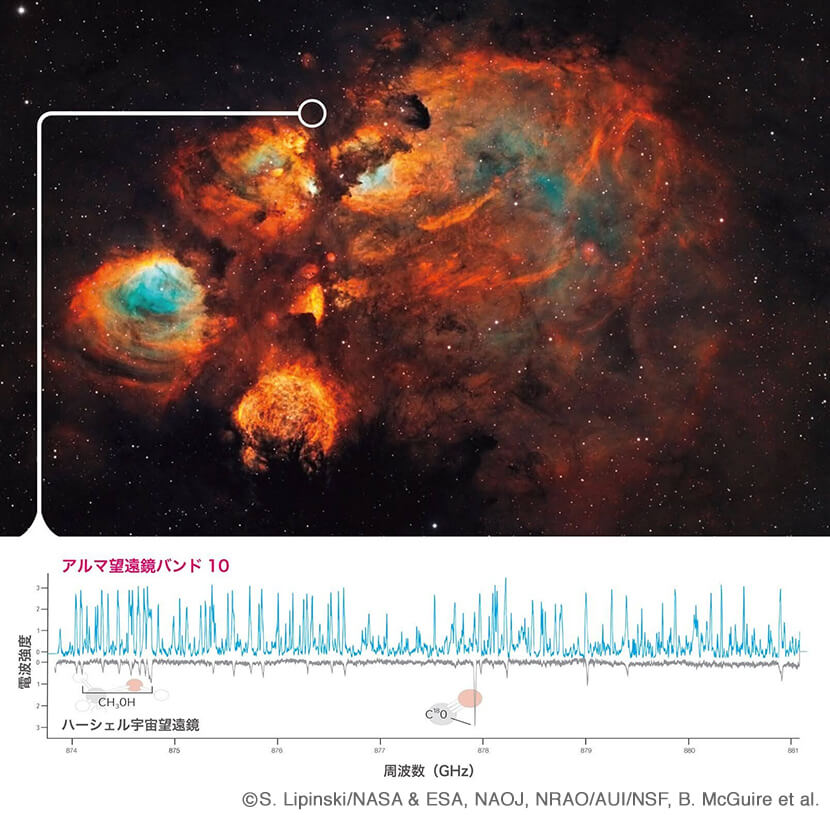 アルマ望遠鏡バンド 10
電波強度
3
2
1
0
0
1
2
3
CH₃OH
C¹⁸O
ハーシェル宇宙望遠鏡
874 875 876 877 878 879 880 881
周波数（GHz）
©S. Lipinski/NASA & ESA, NAOJ, NRAO/AUI/NSF, B. McGuire et al.